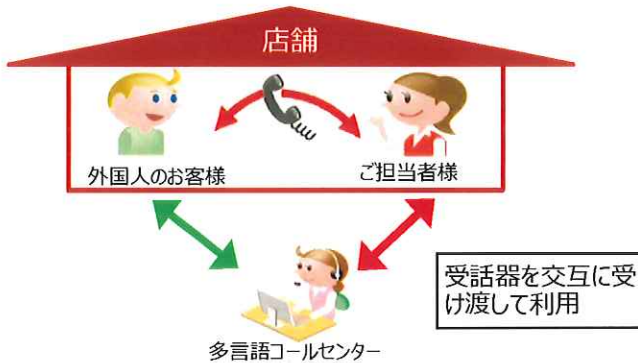 店舗
外国人のお客様
ご担当者様
受話器を交互に受
け渡して利用
多言語コールセンター